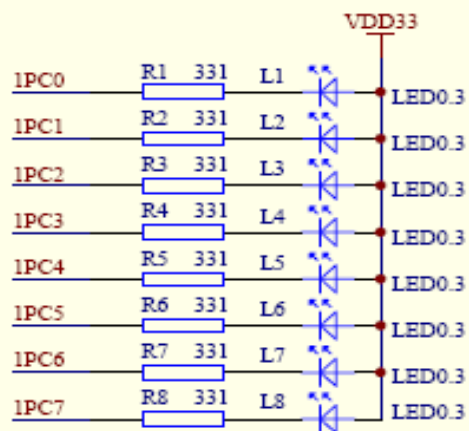 VDD33
1PC0 R1 331 L1 LED0.3
1PC1 R2 331 L2 LED0.3
1PC2 R3 331 L3 LED0.3
1PC3 R4 331 L4 LED0.3
1PC4 R5 331 L5 LED0.3
1PC5 R6 331 L6 LED0.3
1PC6 R7 331 L7 LED0.3
1PC7 R8 331 L8 LED0.3